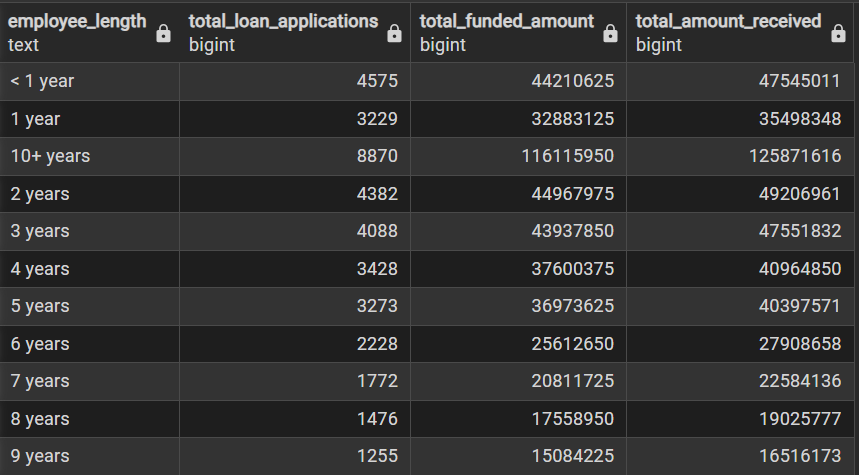 employee_length total_loan_applications total_funded_amount total_amount_received
text bigint bigint bigint
< 1 year 4575 44210625 47545011
1 year 3229 32883125 35498348
10+ years 8870 116115950 125871616
2 years 4382 44967975 49206961
3 years 4088 43937850 47551832
4 years 3428 37600375 40964850
5 years 3273 36973625 40397571
6 years 2228 25612650 27908658
7 years 1772 20811725 22584136
8 years 1476 17558950 19025777
9 years 1255 15084225 16516173